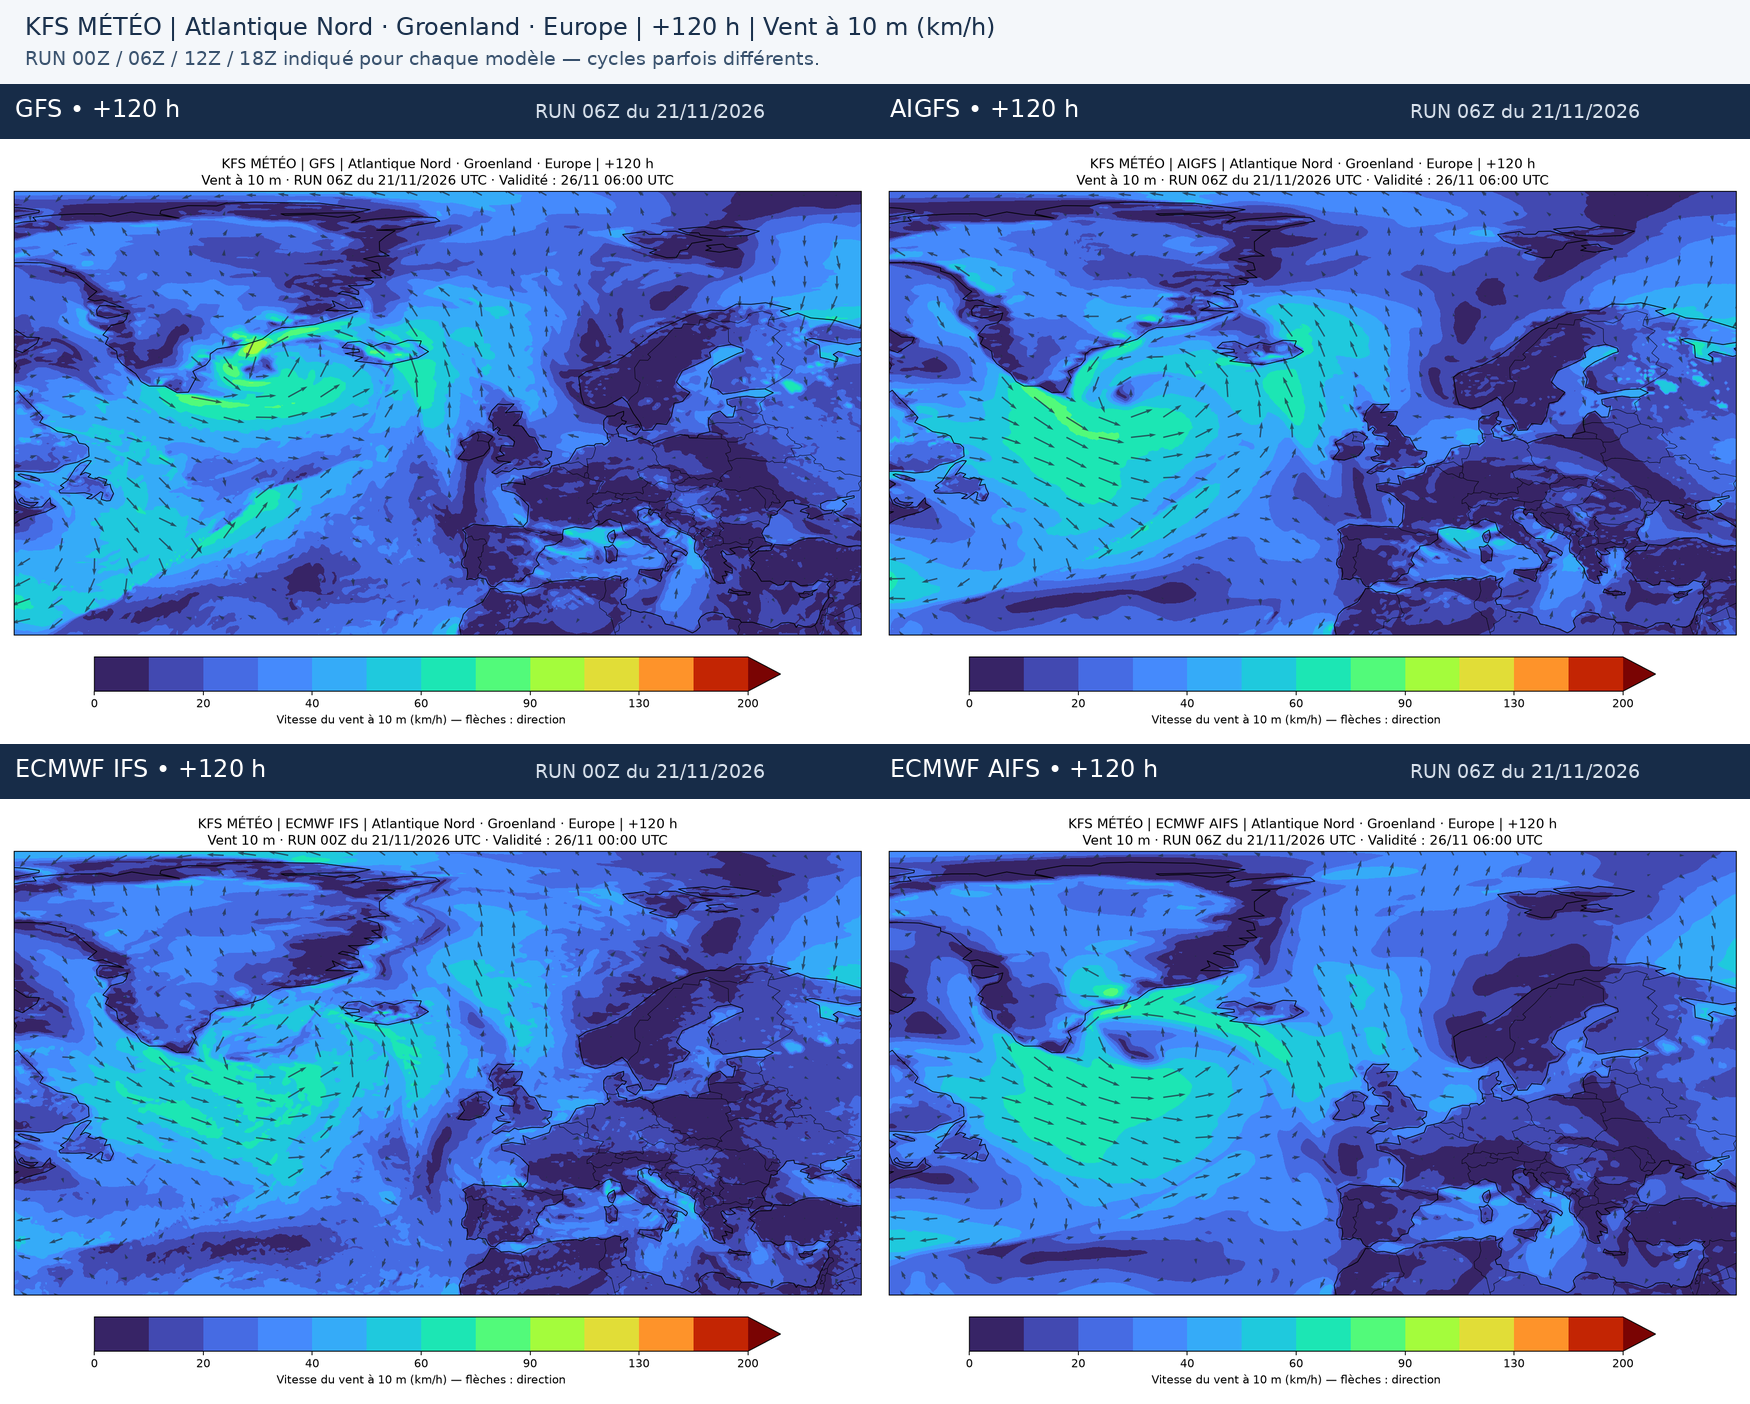 KFS MÉTÉO | Atlantique Nord · Groenland · Europe | +120 h | Vent à 10 m (km/h)
RUN 00Z / 06Z / 12Z / 18Z indiqué pour chaque modèle — cycles parfois différents.
GFS • +120 h
RUN 06Z du 21/11/2026
KFS MÉTÉO | GFS | Atlantique Nord · Groenland · Europe | +120 h
Vent à 10 m · RUN 06Z du 21/11/2026 UTC · Validité : 26/11 06:00 UTC
0 20 40 60 90 130 200
Vitesse du vent à 10 m (km/h) — flèches : direction
AIGFS • +120 h
RUN 06Z du 21/11/2026
KFS MÉTÉO | AIGFS | Atlantique Nord · Groenland · Europe | +120 h
Vent à 10 m · RUN 06Z du 21/11/2026 UTC · Validité : 26/11 06:00 UTC
0 20 40 60 90 130 200
Vitesse du vent à 10 m (km/h) — flèches : direction
ECMWF IFS • +120 h
RUN 00Z du 21/11/2026
KFS MÉTÉO | ECMWF IFS | Atlantique Nord · Groenland · Europe | +120 h
Vent 10 m · RUN 00Z du 21/11/2026 UTC · Validité : 26/11 00:00 UTC
0 20 40 60 90 130 200
Vitesse du vent à 10 m (km/h) — flèches : direction
ECMWF AIFS • +120 h
RUN 06Z du 21/11/2026
KFS MÉTÉO | ECMWF AIFS | Atlantique Nord · Groenland · Europe | +120 h
Vent 10 m · RUN 06Z du 21/11/2026 UTC · Validité : 26/11 06:00 UTC
0 20 40 60 90 130 200
Vitesse du vent à 10 m (km/h) — flèches : direction